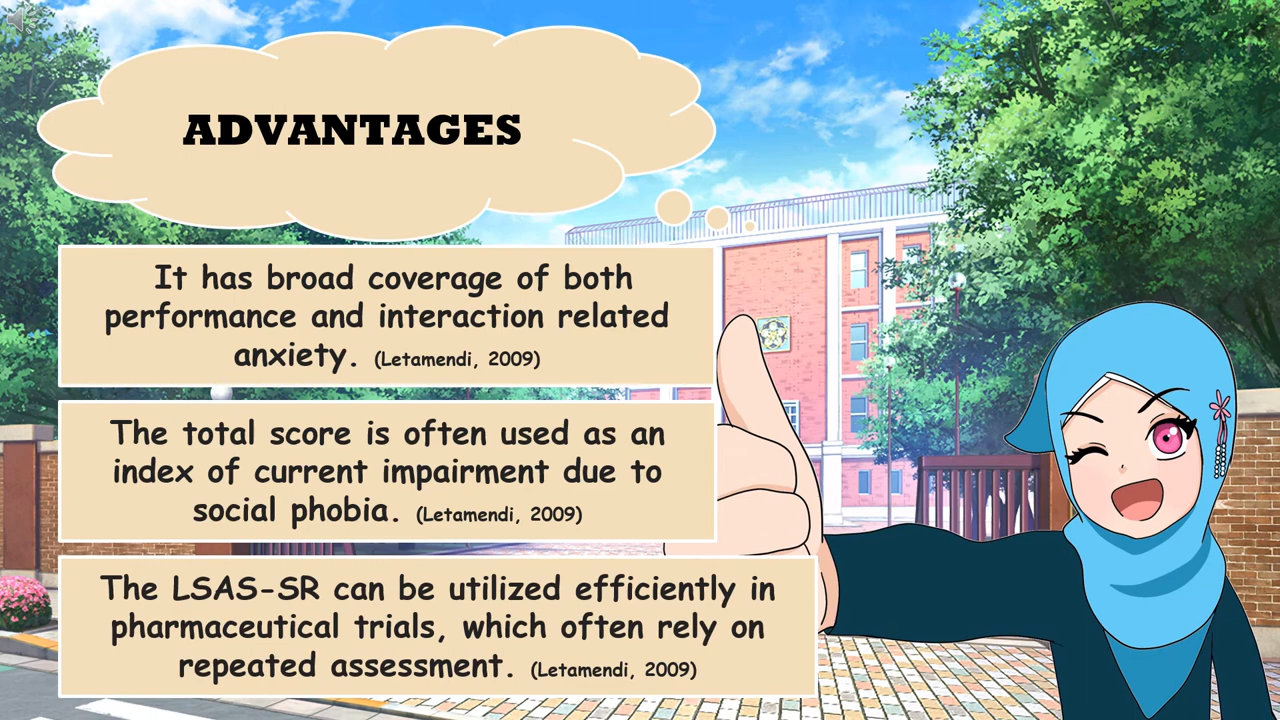 ADVANTAGES
It has broad coverage of both
performance and interaction related
anxiety. (Letamendi, 2009)
The total score is often used as an
index of current impairment due to
social phobia. (Letamendi, 2009)
The LSAS-SR can be utilized efficiently in
pharmaceutical trials, which often rely on
repeated assessment. (Letamendi, 2009)